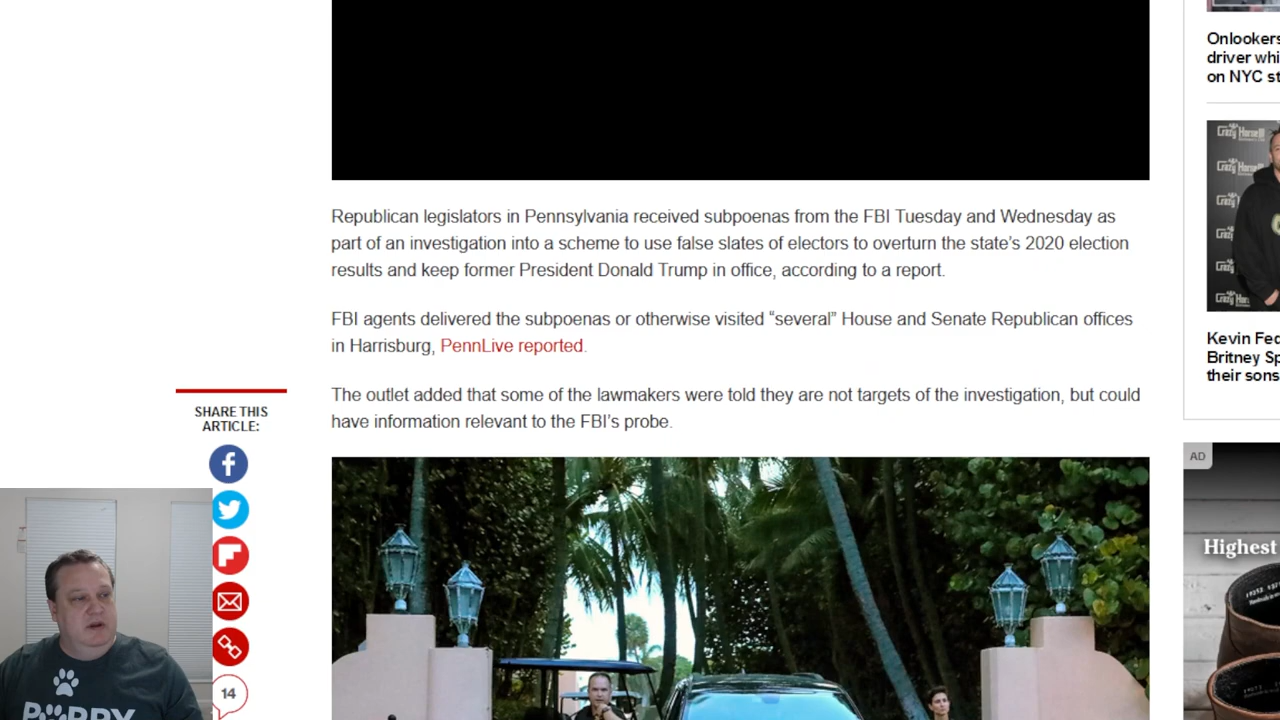 Onlookers
driver whi
on NYC st
Republican legislators in Pennsylvania received subpoenas from the FBI Tuesday and Wednesday as
part of an investigation into a scheme to use false slates of electors to overturn the state’s 2020 election
results and keep former President Donald Trump in office, according to a report.
FBI agents delivered the subpoenas or otherwise visited “several” House and Senate Republican offices
in Harrisburg, PennLive reported.
The outlet added that some of the lawmakers were told they are not targets of the investigation, but could
have information relevant to the FBI’s probe.
Kevin Fed
Britney Sp
their sons
SHARE THIS
ARTICLE:
14
AD
Highest